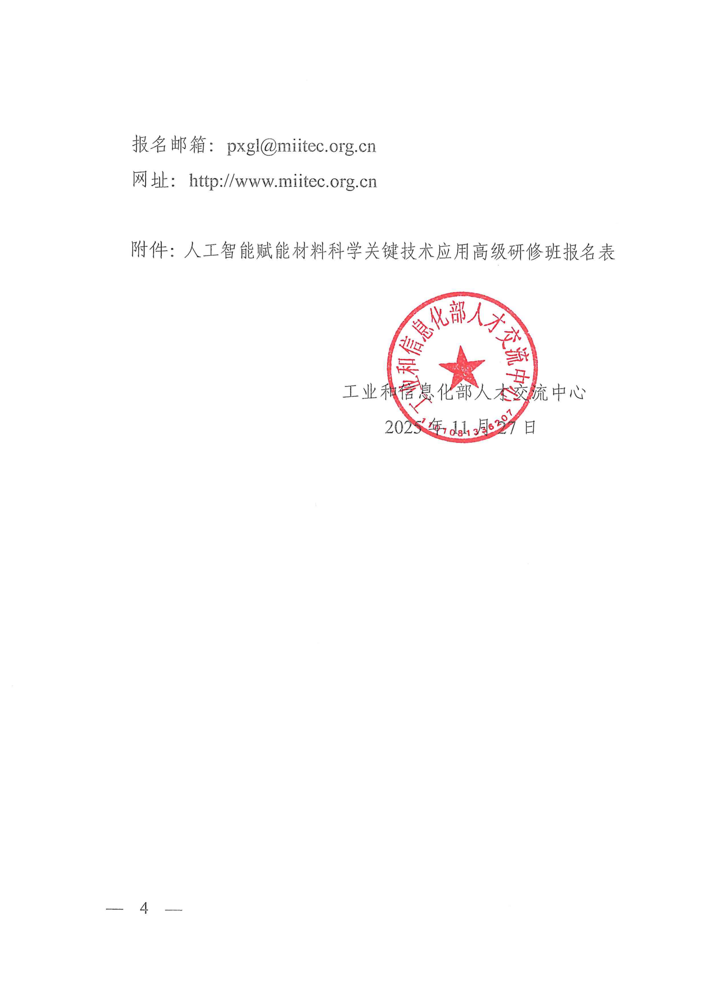 报名邮箱：pxgl@miitec.org.cn
网址：http://www.miitec.org.cn
附件：人工智能赋能材料科学关键技术应用高级研修班报名表
工业和信息化部人才交流中心
工业和信息化部人才交流中心
2025年11月27日
1101081336207
— 4 —